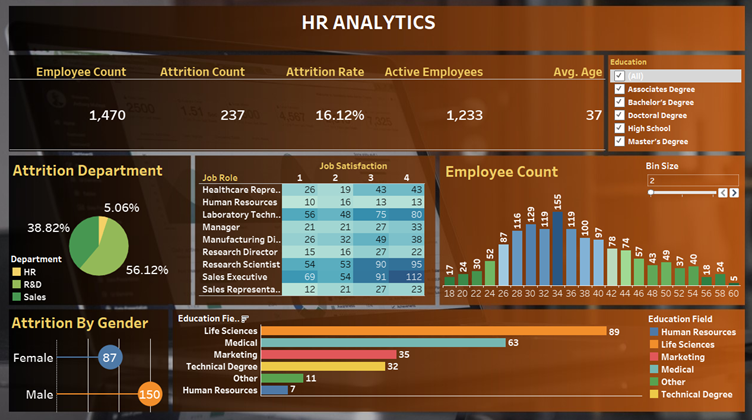 HR ANALYTICS
Employee Count Attrition Count Attrition Rate Active Employees Avg. Age
1,470 237 16.12% 1,233 37
Education
(All)
Associates Degree
Bachelor's Degree
Doctoral Degree
High School
Master's Degree
Attrition Department
5.06%
38.82%
56.12%
Department
HR
R&D
Sales
Job Satisfaction
Job Role 1 2 3 4
Healthcare Repre.. 26 19 43 43
Human Resources 10 16 13 13
Laboratory Techn.. 56 48 75 80
Manager 21 21 27 33
Manufacturing Di.. 26 32 49 38
Research Director 15 16 27 22
Research Scientist 54 53 90 95
Sales Executive 69 54 91 112
Sales Representa.. 12 21 27 23
Employee Count
Bin Size
2
17 24 30 52 87 116 129 119 155 119 100 97 78 74 57 43 49 37 40 18 24 5
18 20 22 24 26 28 30 32 34 36 38 40 42 44 46 48 50 52 54 56 58 60
Attrition By Gender
Female 87
Male 150
Education Fie..
Life Sciences 89
Medical 63
Marketing 35
Technical Degree 32
Other 11
Human Resources 7
Education Field
Human Resources
Life Sciences
Marketing
Medical
Other
Technical Degree